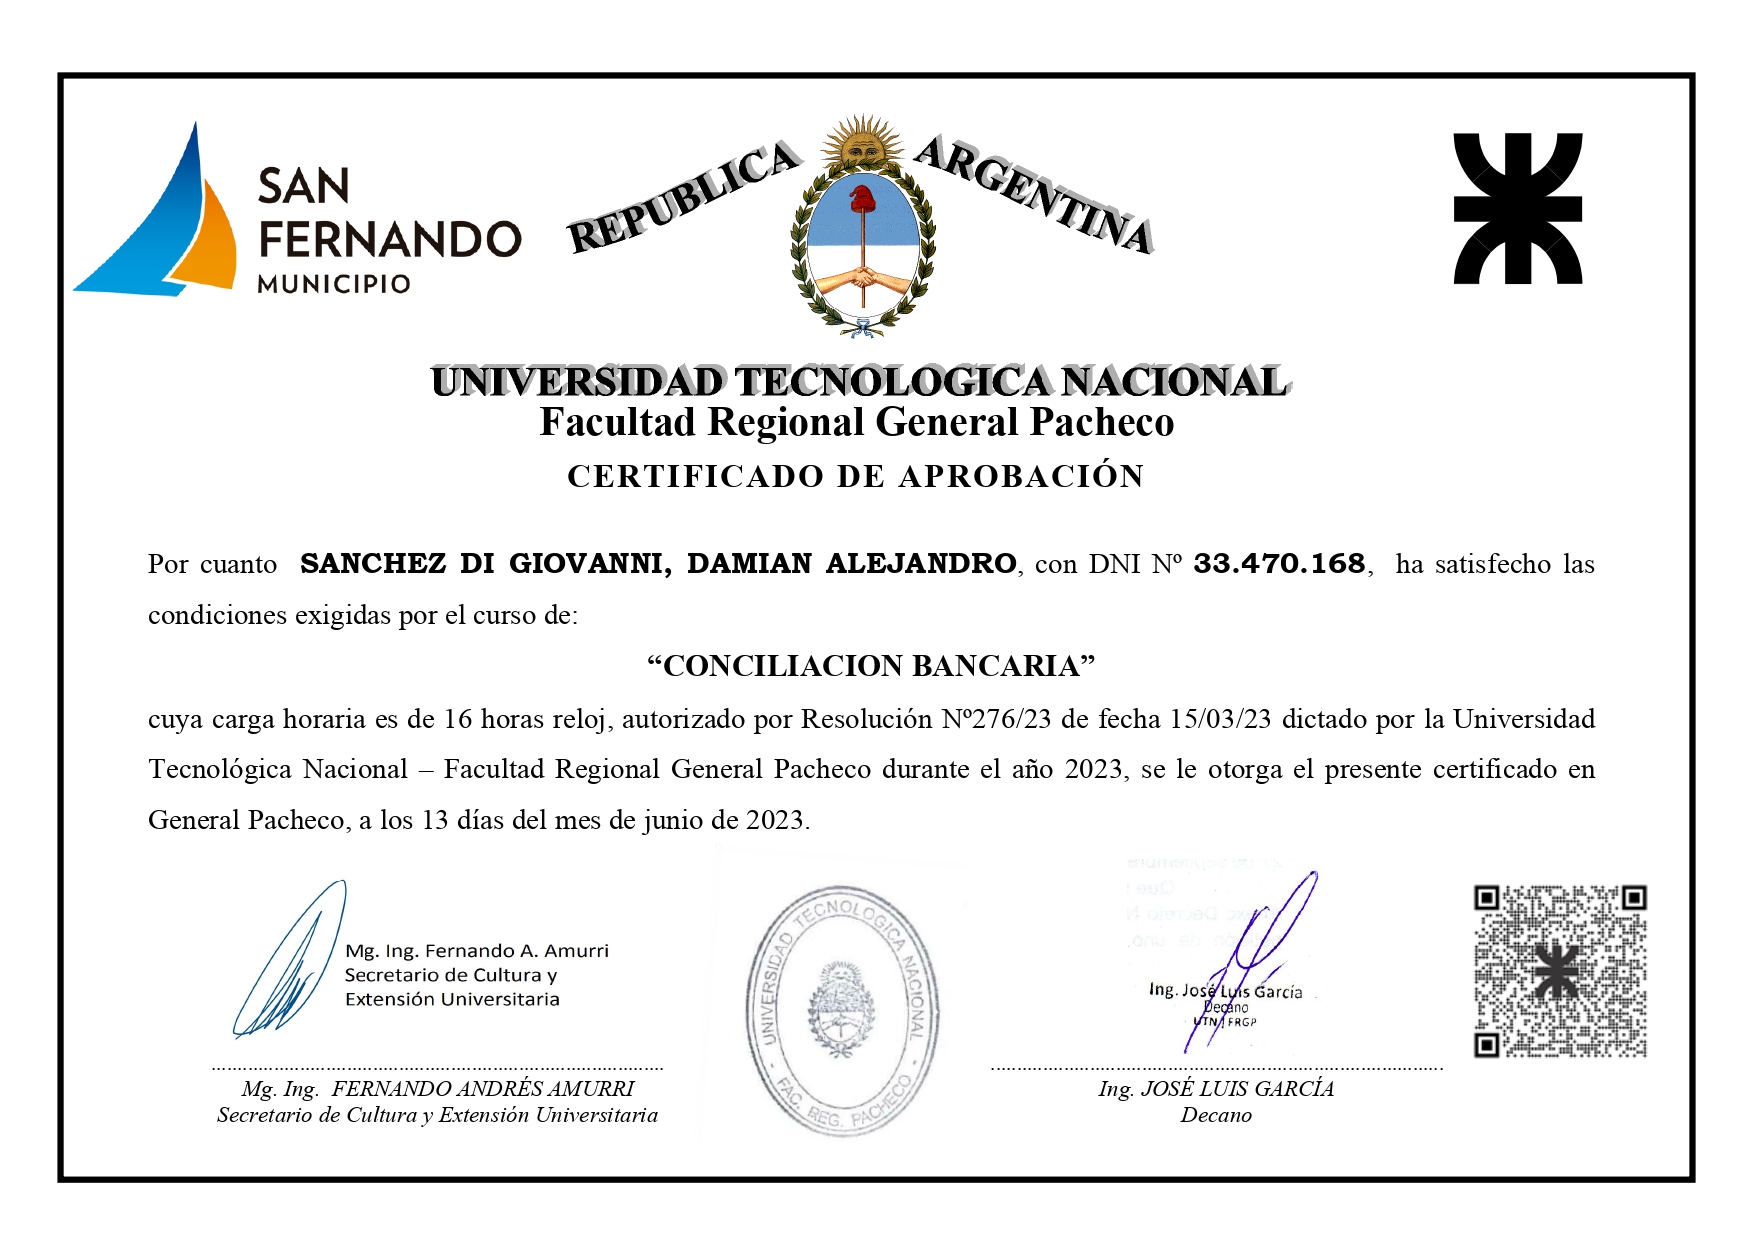 SAN
FERNANDO
MUNICIPIO
REPUBLICA ARGENTINA
UNIVERSIDAD TECNOLOGICA NACIONAL
Facultad Regional General Pacheco
CERTIFICADO DE APROBACIÓN
Por cuanto SANCHEZ DI GIOVANNI, DAMIAN ALEJANDRO, con DNI Nº 33.470.168, ha satisfecho las
condiciones exigidas por el curso de:
“CONCILIACION BANCARIA”
cuya carga horaria es de 16 horas reloj, autorizado por Resolución Nº276/23 de fecha 15/03/23 dictado por la Universidad
Tecnológica Nacional – Facultad Regional General Pacheco durante el año 2023, se le otorga el presente certificado en
General Pacheco, a los 13 días del mes de junio de 2023.
Mg. Ing. Fernando A. Amurri
Secretario de Cultura y
Extensión Universitaria
Mg. Ing. FERNANDO ANDRÉS AMURRI
Secretario de Cultura y Extensión Universitaria
UNIVERSIDAD TECNOLOGICA NACIONAL
FAC. REG. PACHECO
Ing. José Luis García
Decano
UTN FRGP
Ing. JOSÉ LUIS GARCÍA
Decano